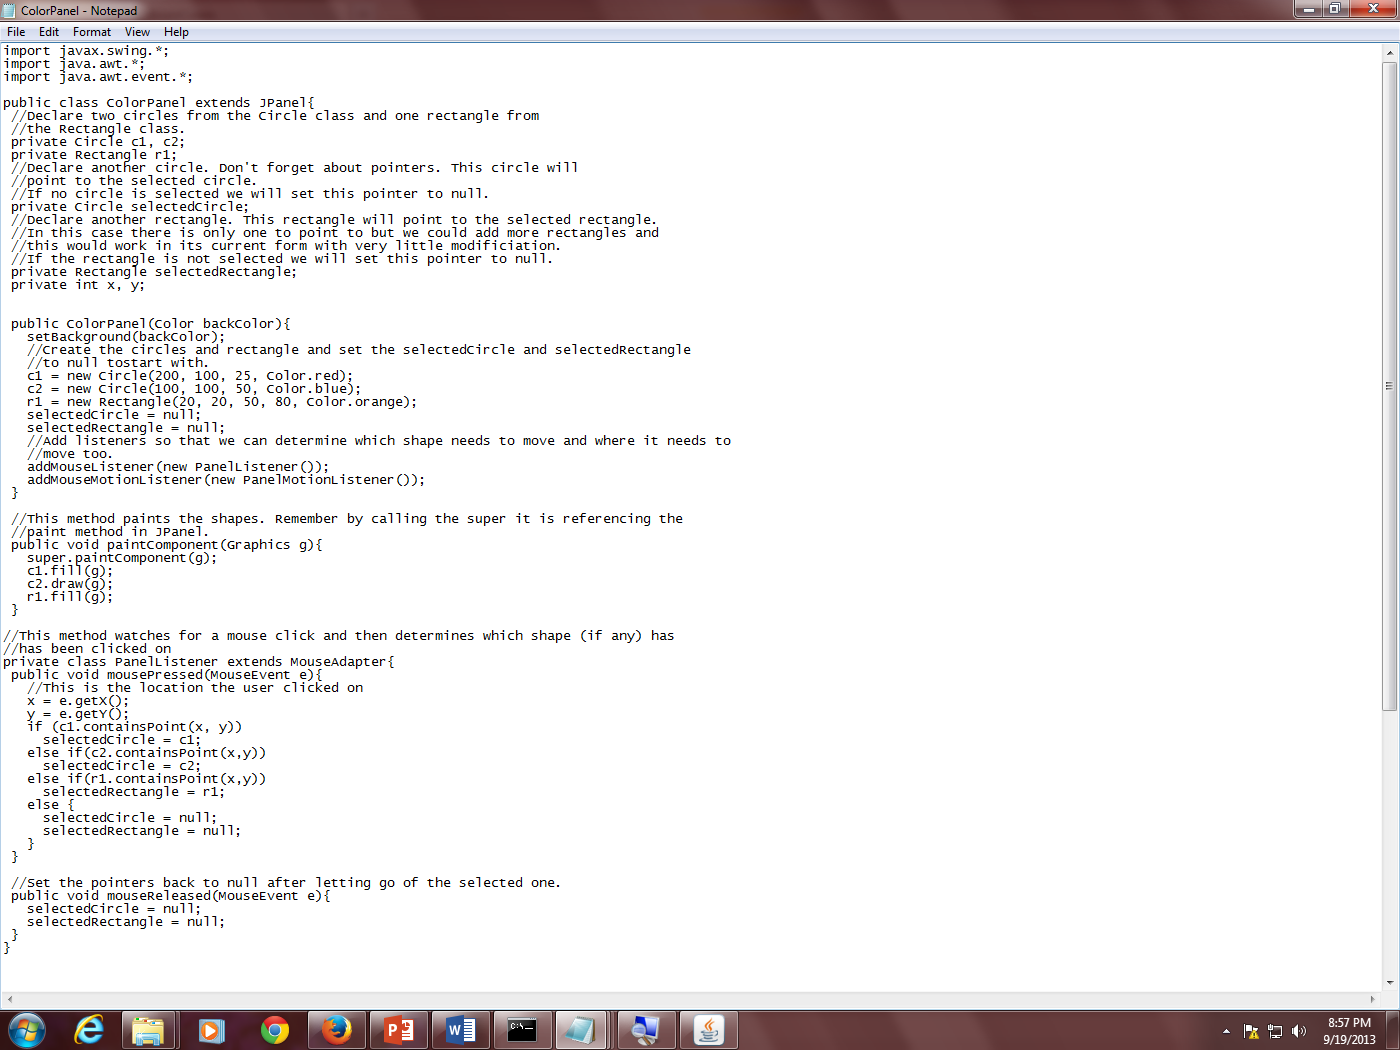 ColorPanel - Notepad
File Edit Format View Help
import javax.swing.*;
import java.awt.*;
import java.awt.event.*;

public class ColorPanel extends JPanel{
 //Declare two circles from the Circle class and one rectangle from
 //the Rectangle class.
 private Circle c1, c2;
 private Rectangle r1;
 //Declare another circle. Don't forget about pointers. This circle will
 //point to the selected circle.
 //If no circle is selected we will set this pointer to null.
 private Circle selectedCircle;
 //Declare another rectangle. This rectangle will point to the selected rectangle.
 //In this case there is only one to point to but we could add more rectangles and
 //this would work in its current form with very little modificiation.
 //If the rectangle is not selected we will set this pointer to null.
 private Rectangle selectedRectangle;
 private int x, y;

 public ColorPanel(Color backColor){
   setBackground(backColor);
   //Create the circles and rectangle and set the selectedCircle and selectedRectangle
   //to null tostart with.
   c1 = new Circle(200, 100, 25, Color.red);
   c2 = new Circle(100, 100, 50, Color.blue);
   r1 = new Rectangle(20, 20, 50, 80, Color.orange);
   selectedCircle = null;
   selectedRectangle = null;
   //Add listeners so that we can determine which shape needs to move and where it needs to
   //move too.
   addMouseListener(new PanelListener());
   addMouseMotionListener(new PanelMotionListener());
 }

 //This method paints the shapes. Remember by calling the super it is referencing the
 //paint method in JPanel.
 public void paintComponent(Graphics g){
   super.paintComponent(g);
   c1.fill(g);
   c2.draw(g);
   r1.fill(g);
 }

//This method watches for a mouse click and then determines which shape (if any) has
//has been clicked on
private class PanelListener extends MouseAdapter{
 public void mousePressed(MouseEvent e){
   //This is the location the user clicked on
   x = e.getX();
   y = e.getY();
   if (c1.containsPoint(x, y))
     selectedCircle = c1;
   else if(c2.containsPoint(x,y))
     selectedCircle = c2;
   else if(r1.containsPoint(x,y))
     selectedRectangle = r1;
   else {
     selectedCircle = null;
     selectedRectangle = null;
   }
 }

 //Set the pointers back to null after letting go of the selected one.
 public void mouseReleased(MouseEvent e){
   selectedCircle = null;
   selectedRectangle = null;
 }
}
8:57 PM
9/19/2013